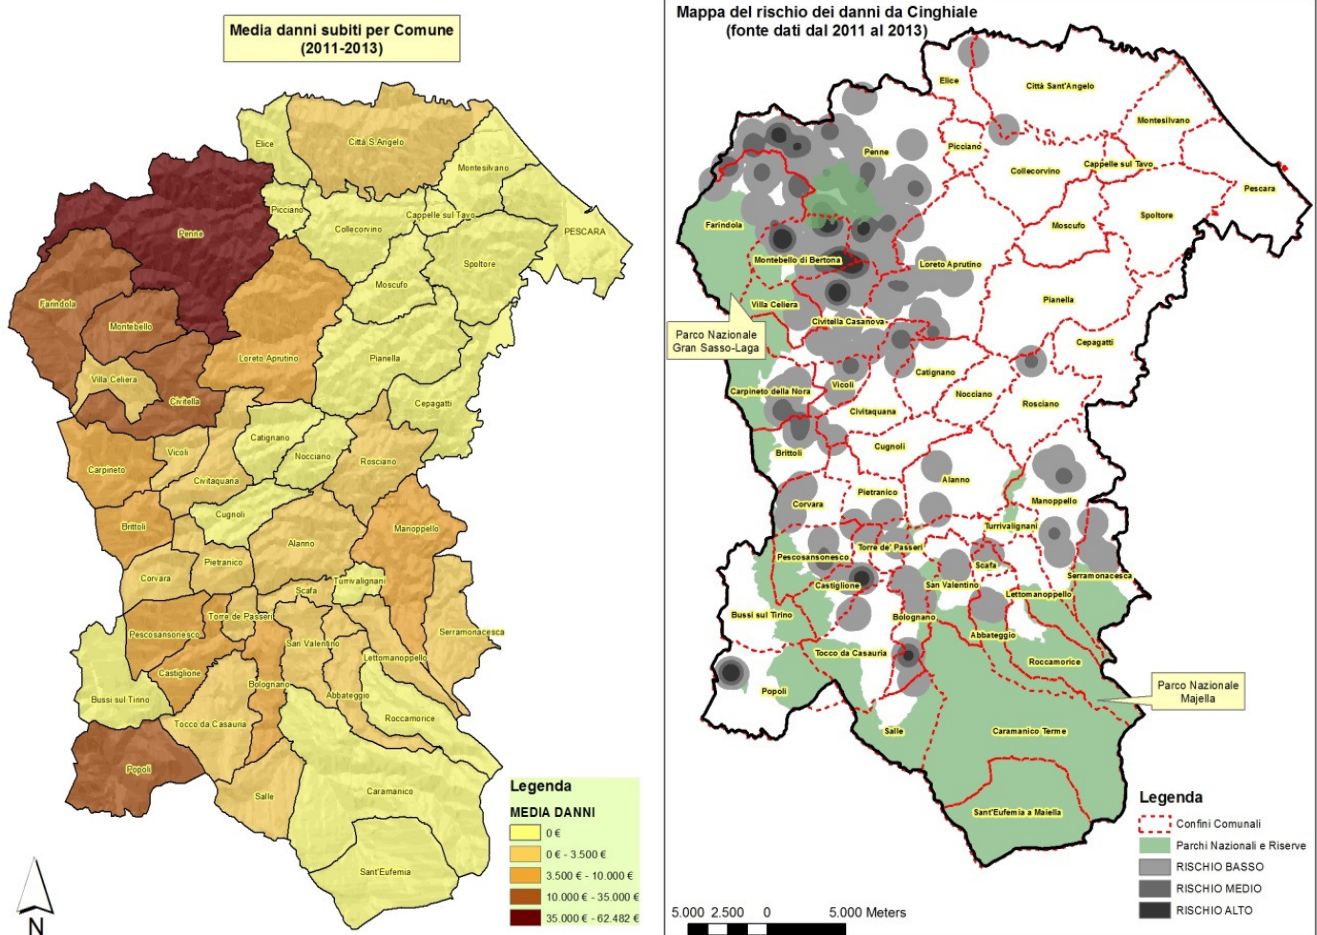 Media danni subiti per Comune
(2011-2013)
Elice
Città S.Angelo
Montesilvano
Penne
Picciano
Cappelle sul Tavo
Collecorvino
PESCARA
Spoltore
Moscufo
Farindola
Montebello
Loreto Aprutino
Pianella
Villa Celiera
Civitella
Cepagatti
Catignano
Vicoli
Nocciano
Rosciano
Carpineto
Civitaquana
Cugnoli
Brittoli
Manoppello
Alanno
Pietranico
Corvara
Turrivalignani
Scafa
Torre de Passeri
Pescosansonesco
Serramonacesca
San Valentino
Lettomanoppello
Castiglione
Bolognano
Abbateggio
Bussi sul Tirino
Roccamorice
Tocco da Casauria
Popoli
Salle
Caramanico
Sant'Eufemia
Legenda
MEDIA DANNI
0 €
0 € - 3.500 €
3.500 € - 10.000 €
10.000 € - 35.000 €
35.000 € - 62.482 €
N
Mappa del rischio dei danni da Cinghiale
(fonte dati dal 2011 al 2013)
Elice
Città Sant'Angelo
Montesilvano
Penne
Picciano
Cappelle sul Tavo
Collecorvino
Pescara
Spoltore
Farindola
Moscufo
Montebello di Bertona
Loreto Aprutino
Villa Celiera
Pianella
Civitella Casanova
Parco Nazionale
Gran Sasso-Laga
Cepagatti
Catignano
Carpineto della Nora
Vicoli
Nocciano
Rosciano
Civitaquana
Cugnoli
Brittoli
Alanno
Pietranico
Corvara
Manoppello
Turrivalignani
Torre de' Passeri
Pescosansonesco
Scafa
Serramonacesca
Castiglione
San Valentino
Lettomanoppello
Bussi sul Tirino
Bolognano
Abbateggio
Tocco da Casauria
Roccamorice
Popoli
Parco Nazionale
Majella
Salle
Caramanico Terme
Sant'Eufemia a Maiella
Legenda
Confini Comunali
Parchi Nazionali e Riserve
RISCHIO BASSO
RISCHIO MEDIO
RISCHIO ALTO
5.000 2.500 0 5.000 Meters